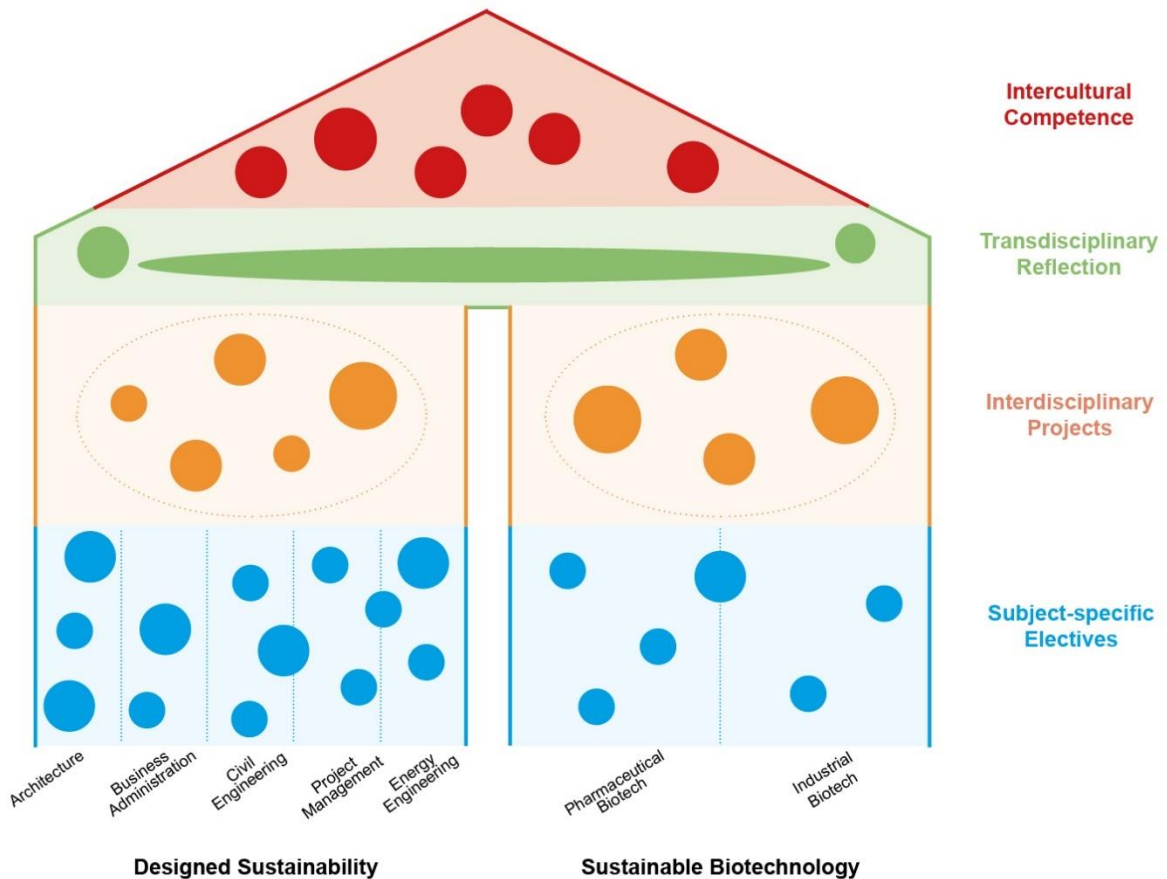 Intercultural
Competence
Transdisciplinary
Reflection
Interdisciplinary
Projects
Subject-specific
Electives
Architecture
Business
Administration
Civil
Engineering
Project
Management
Energy
Engineering
Pharmaceutical
Biotech
Industrial
Biotech
Designed Sustainability
Sustainable Biotechnology